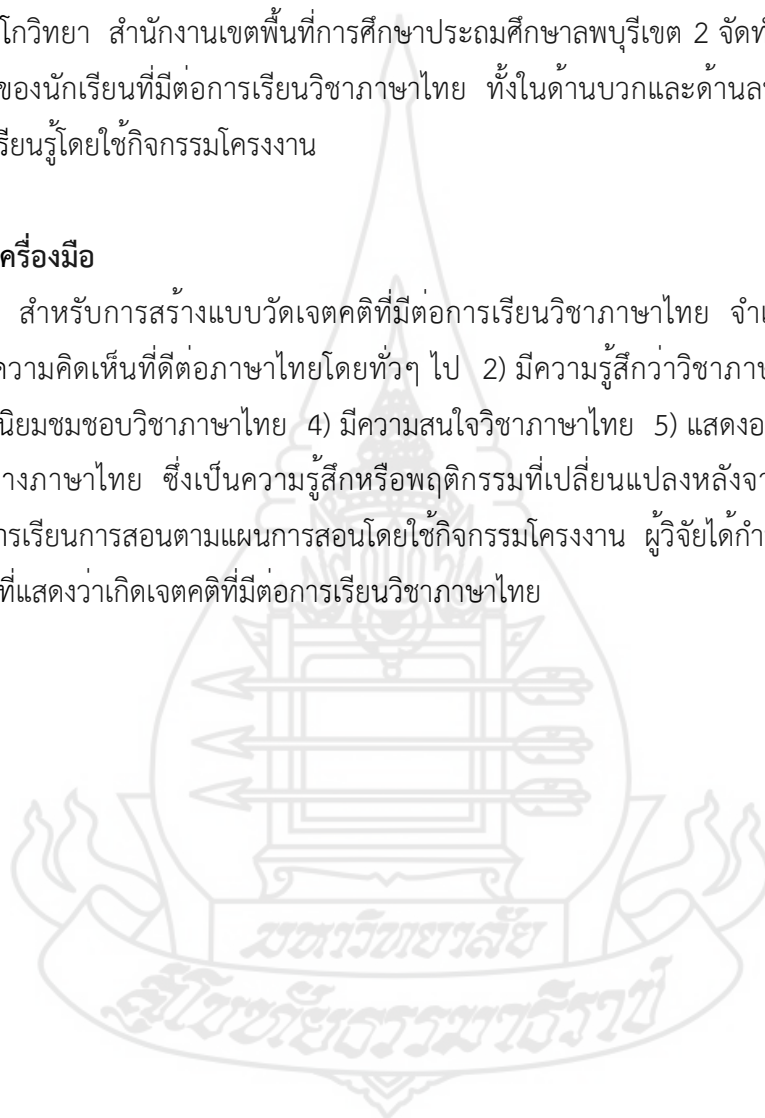 โกวิทยา สำนักงานเขตพื้นที่การศึกษาประถมศึกษาลพบุรีเขต 2 จัดทำ
ของนักเรียนที่มีต่อการเรียนวิชาภาษาไทย ทั้งในด้านบวกและด้านลบ
รียนรู้โดยใช้กิจกรรมโครงงาน
ครื่องมือ
สำหรับการสร้างแบบวัดเจตคติที่มีต่อการเรียนวิชาภาษาไทย จำเ
ความคิดเห็นที่ดีต่อภาษาไทยโดยทั่วๆ ไป 2) มีความรู้สึกว่าวิชาภาษ
นิยมชมชอบวิชาภาษาไทย 4) มีความสนใจวิชาภาษาไทย 5) แสดงออ
างภาษาไทย ซึ่งเป็นความรู้สึกหรือพฤติกรรมที่เปลี่ยนแปลงหลังจา
ารเรียนการสอนตามแผนการสอนโดยใช้กิจกรรมโครงงาน ผู้วิจัยได้กำ
ที่แสดงว่าเกิดเจตคติที่มีต่อการเรียนวิชาภาษาไทย
มหาวิทยาลัย
สุโขทัยธรรมาธิราช